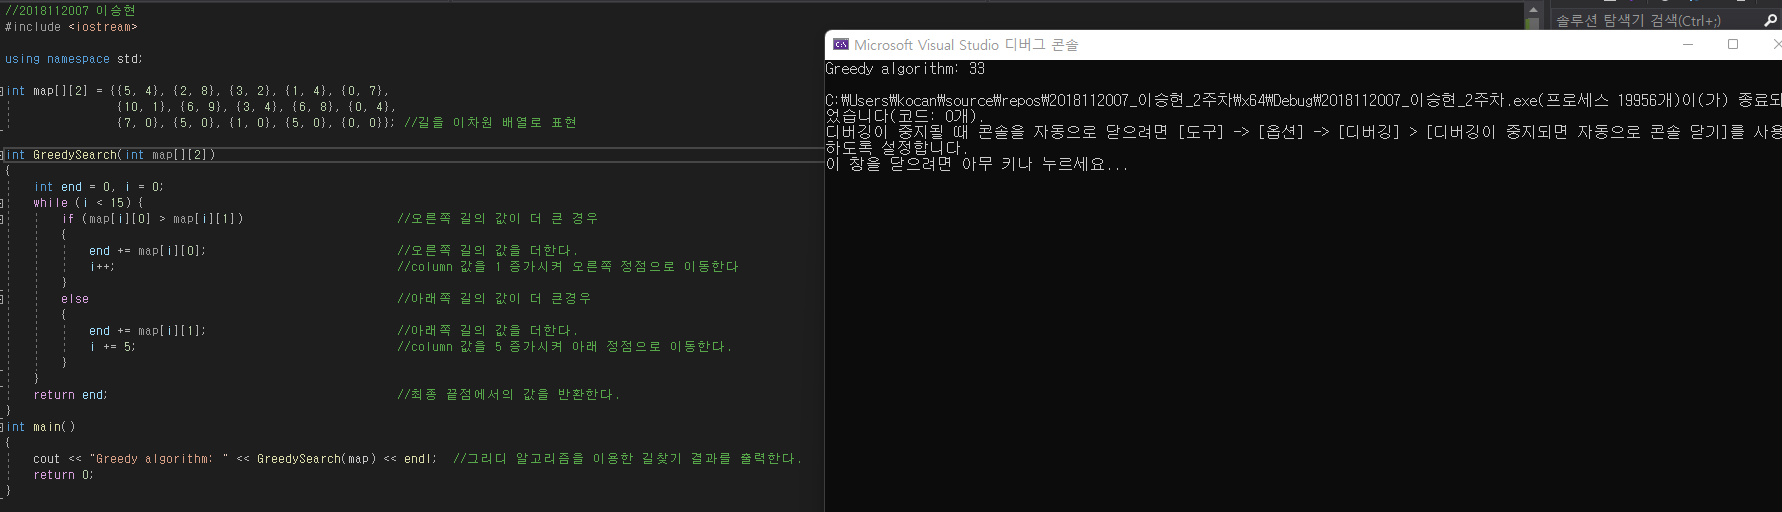 //2018112007 이승현
#include <iostream>
using namespace std;
int map[][2] = {{5, 4}, {2, 8}, {3, 2}, {1, 4}, {0, 7},
{10, 1}, {6, 9}, {3, 4}, {6, 8}, {0, 4},
{7, 0}, {5, 0}, {1, 0}, {5, 0}, {0, 0}}; //길을 이차원 배열로 표현
int GreedySearch(int map[][2])
{
int end = 0, i = 0;
while (i < 15) {
if (map[i][0] > map[i][1]) //오른쪽 길의 값이 더 큰 경우
{
end += map[i][0]; //오른쪽 길의 값을 더한다.
i++; //column 값을 1 증가시켜 오른쪽 정점으로 이동한다
}
else //아래쪽 길의 값이 더 큰경우
{
end += map[i][1]; //아래쪽 길의 값을 더한다.
i += 5; //column 값을 5 증가시켜 아래 정점으로 이동한다.
}
}
return end; //최종 끝점에서의 값을 반환한다.
}
int main()
{
cout << "Greedy algorithm: " << GreedySearch(map) << endl; //그리디 알고리즘을 이용한 길찾기 결과를 출력한다.
return 0;
}
솔루션 탐색기 검색(Ctrl+;)
Microsoft Visual Studio 디버그 콘솔
Greedy algorithm: 33
C:₩Users₩kocan₩source₩repos₩2018112007_이승현_2주차₩x64₩Debug₩2018112007_이승현_2주차.exe(프로세스 19956개)이(가) 종료되
었습니다(코드: 0개).
디버깅이 중지될 때 콘솔을 자동으로 닫으려면 [도구] -> [옵션] -> [디버깅] > [디버깅이 중지되면 자동으로 콘솔 닫기]를 사용
하도록 설정합니다.
이 창을 닫으려면 아무 키나 누르세요...